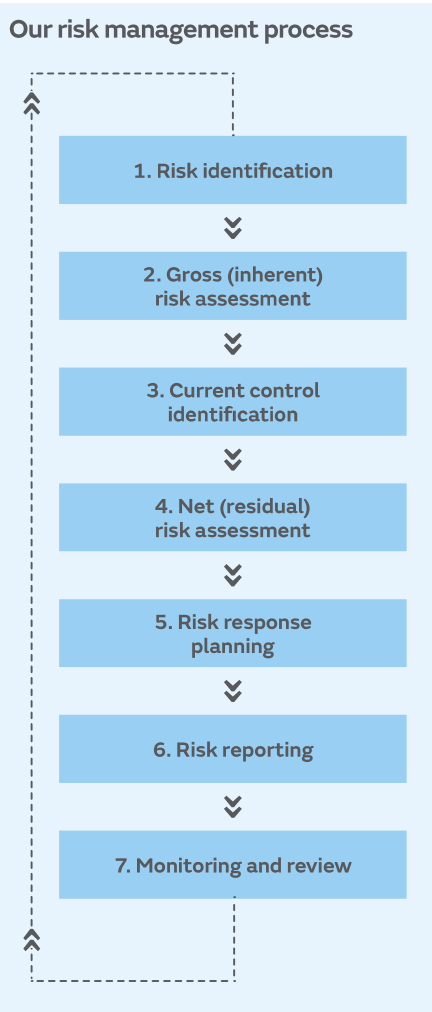 Our risk management process
1. Risk identification
2. Gross (inherent)
risk assessment
3. Current control
identification
4. Net (residual)
risk assessment
5. Risk response
planning
6. Risk reporting
7. Monitoring and review